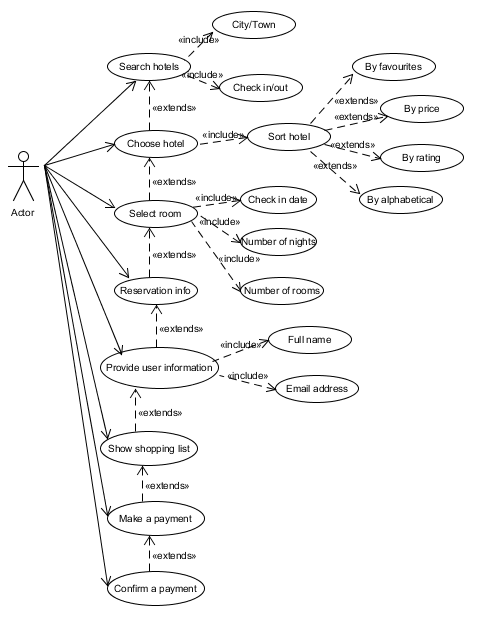 City/Town
«include»
Search hotels
«include»
Check in/out
By favourites
«extends»
«extends»
By price
«extends»
Choose hotel
«include»
Sort hotel
«extends»
By rating
«extends»
Actor
«extends»
By alphabetical
«include»
Check in date
Select room
«include»
Number of nights
«extends»
«include»
Reservation info
Number of rooms
«extends»
Full name
«include»
Provide user information
«include»
Email address
«extends»
Show shopping list
«extends»
Make a payment
«extends»
Confirm a payment